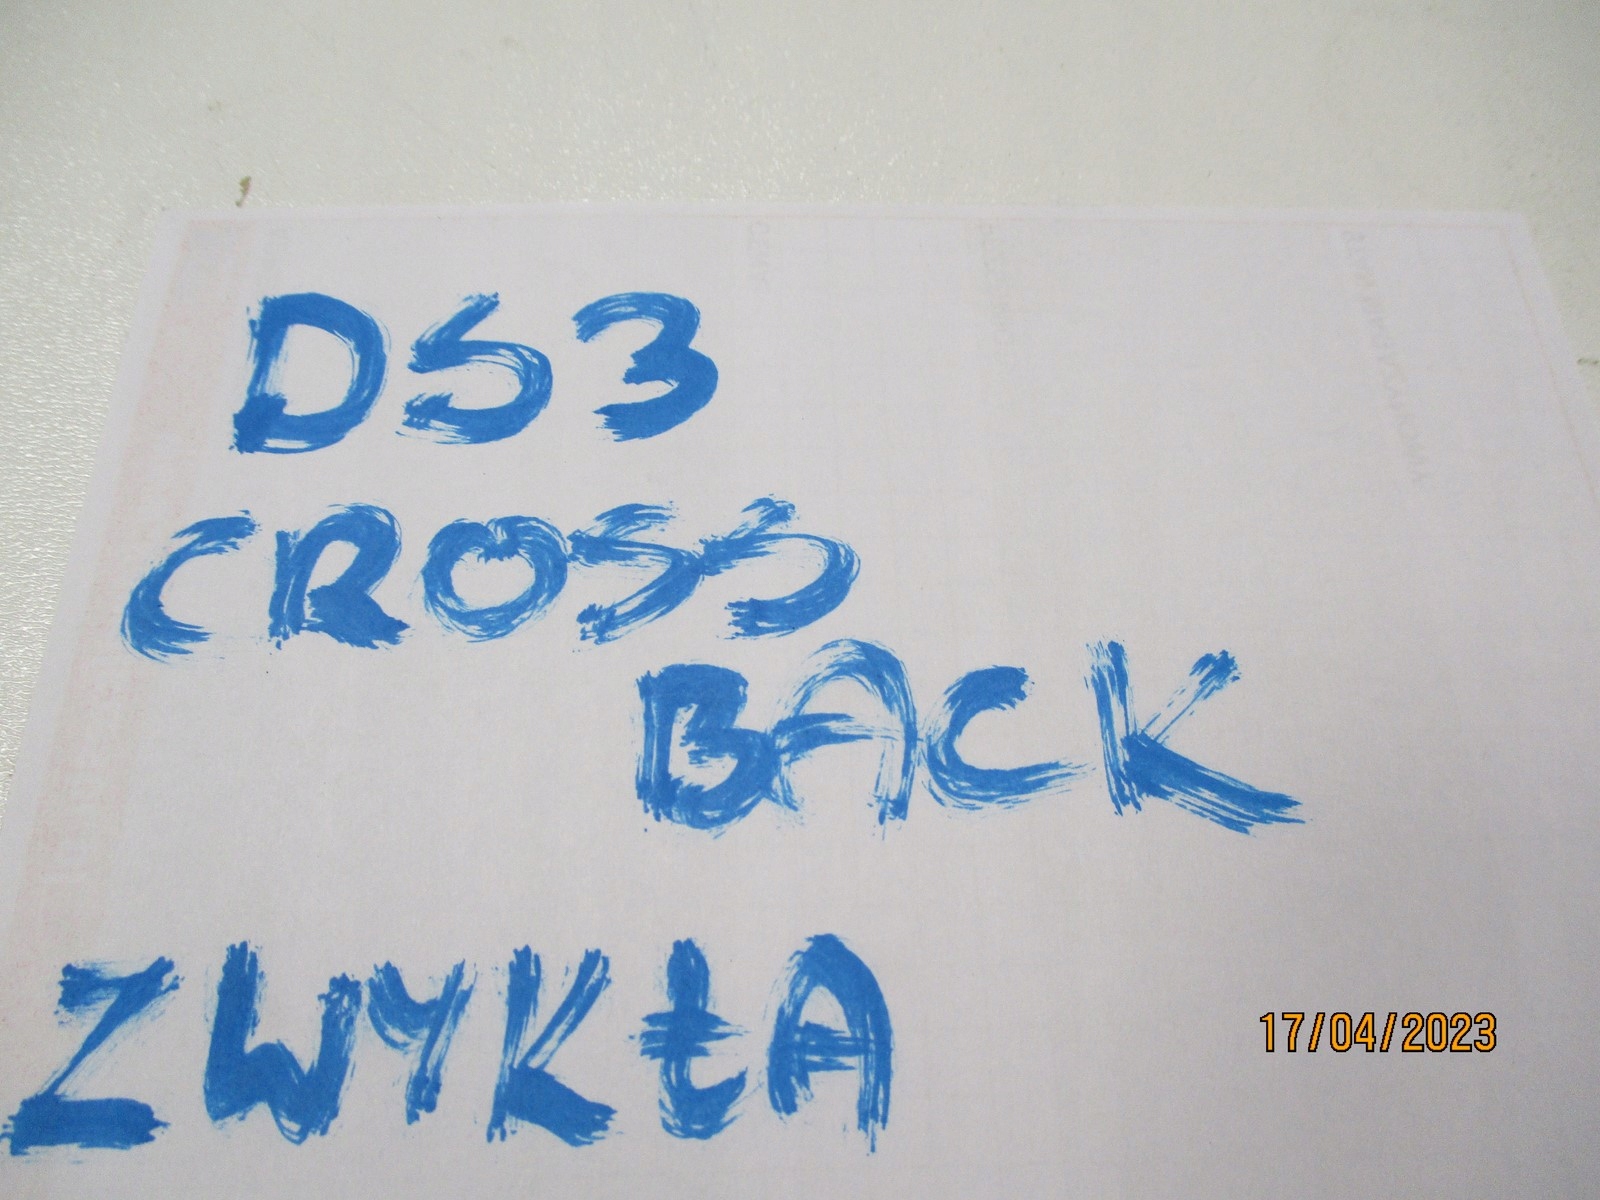 DS3
CROSS
BACK
ZWYKŁA
17/04/2023